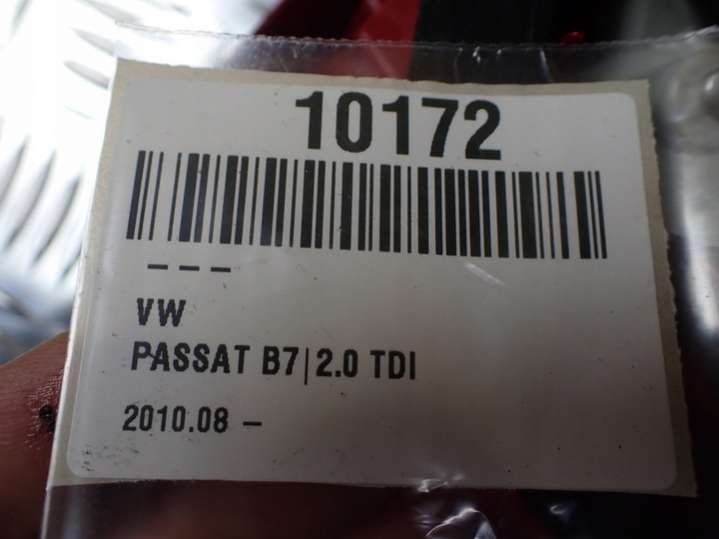 10172
– – –
VW
PASSAT B7|2.0 TDI
2010.08 –